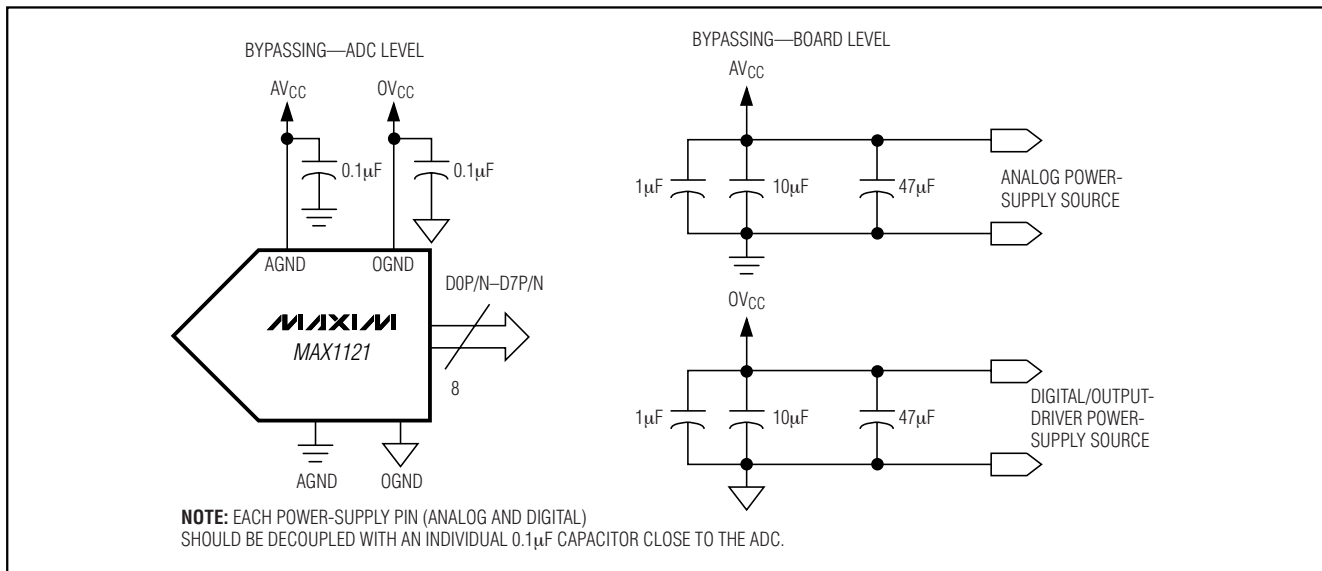 BYPASSING—ADC LEVEL
AVCC
OVCC
0.1µF
0.1µF
AGND
OGND
D0P/N–D7P/N
MAXIM
MAX1121
8
AGND
OGND
BYPASSING—BOARD LEVEL
AVCC
1µF
10µF
47µF
ANALOG POWER-
SUPPLY SOURCE
OVCC
1µF
10µF
47µF
DIGITAL/OUTPUT-
DRIVER POWER-
SUPPLY SOURCE
NOTE: EACH POWER-SUPPLY PIN (ANALOG AND DIGITAL)
SHOULD BE DECOUPLED WITH AN INDIVIDUAL 0.1µF CAPACITOR CLOSE TO THE ADC.